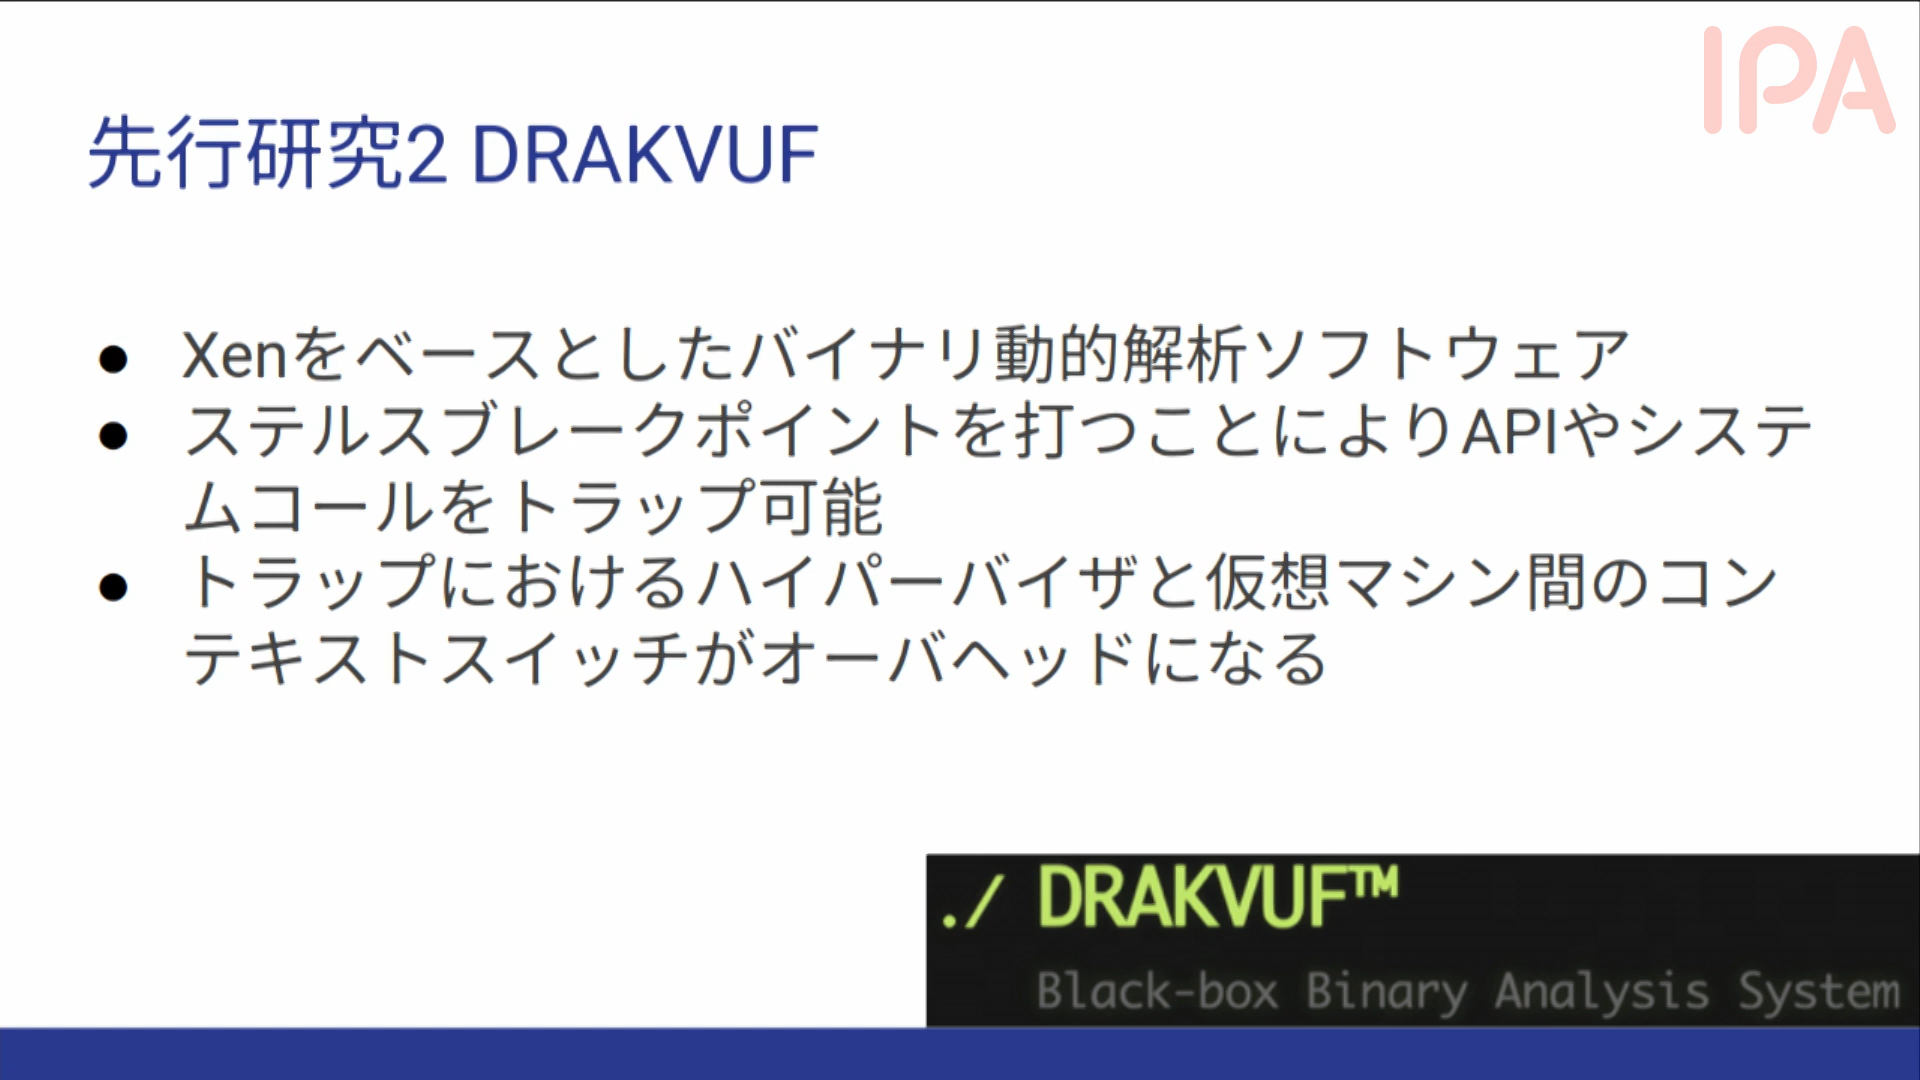 IPA
先行研究2 DRAKVUF
● Xenをベースとしたバイナリ動的解析ソフトウェア
● ステルスブレークポイントを打つことによりAPIやシステ
ムコールをトラップ可能
● トラップにおけるハイパーバイザと仮想マシン間のコン
テキストスイッチがオーバヘッドになる
./ DRAKVUF™
Black-box Binary Analysis System